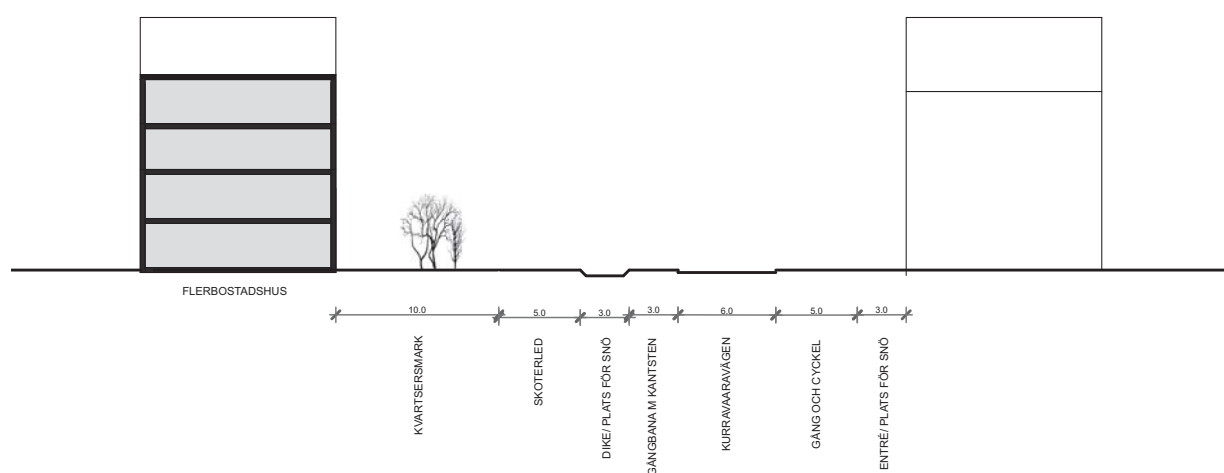 FLERBOSTADSHUS
10.0
5.0
3.0
3.0
6.0
5.0
3.0
KVARTSERSMARK
SKOTERLED
DIKE/ PLATS FÖR SNÖ
GÅNGBANA M KANTSTEN
KURRAVAARAVÄGEN
GÅNG OCH CYCKEL
ENTRÉ/ PLATS FÖR SNÖ